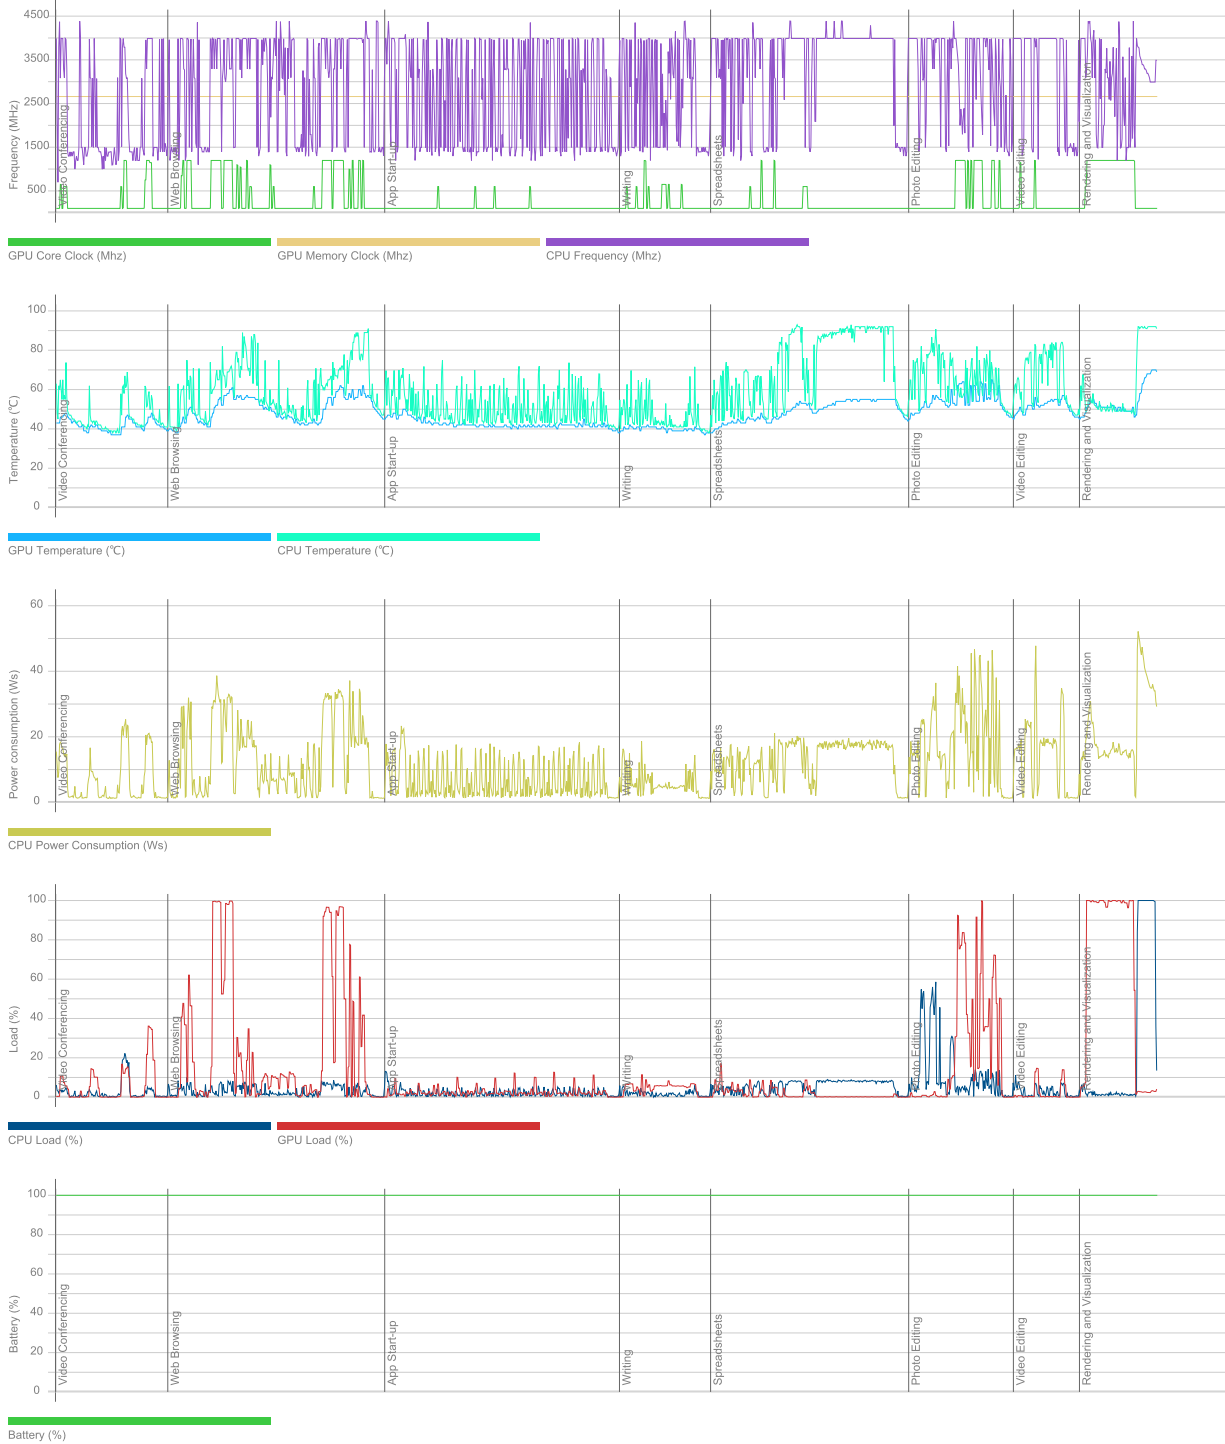 4500
3500
2500
1500
500
Frequency (MHz)
Video Conferencing
Web Browsing
App Start-up
Writing
Spreadsheets
Photo Editing
Video Editing
Rendering and Visualization
GPU Core Clock (Mhz)
GPU Memory Clock (Mhz)
CPU Frequency (Mhz)
100
80
60
40
20
0
Temperature (°C)
Video Conferencing
Web Browsing
App Start-up
Writing
Spreadsheets
Photo Editing
Video Editing
Rendering and Visualization
GPU Temperature (°C)
CPU Temperature (°C)
60
40
20
0
Power consumption (Ws)
Video Conferencing
Web Browsing
App Start-up
Writing
Spreadsheets
Photo Editing
Video Editing
Rendering and Visualization
CPU Power Consumption (Ws)
100
80
60
40
20
0
Load (%)
Video Conferencing
Web Browsing
App Start-up
Writing
Spreadsheets
Photo Editing
Video Editing
Rendering and Visualization
CPU Load (%)
GPU Load (%)
100
80
60
40
20
0
Battery (%)
Video Conferencing
Web Browsing
App Start-up
Writing
Spreadsheets
Photo Editing
Video Editing
Rendering and Visualization
Battery (%)